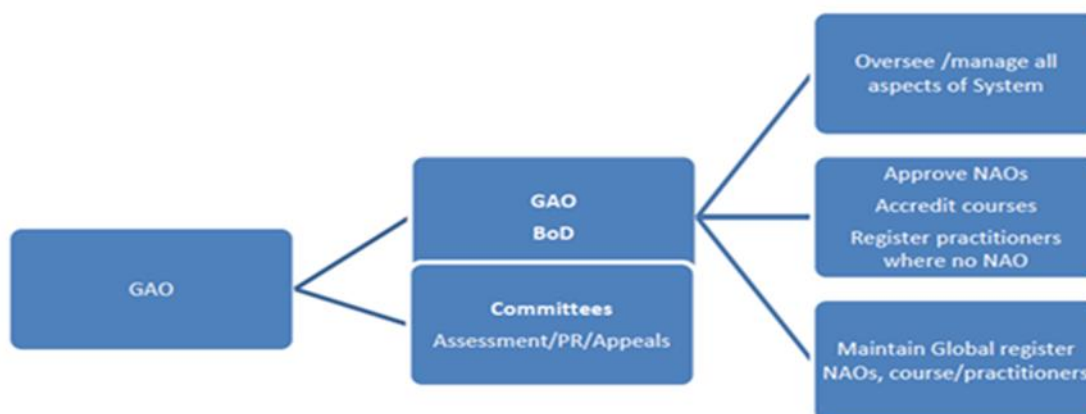 GAO
GAO
BoD
Committees
Assessment/PR/Appeals
Oversee /manage all
aspects of System
Approve NAOs
Accredit courses
Register practitioners
where no NAO
Maintain Global register
NAOs, course/practitioners